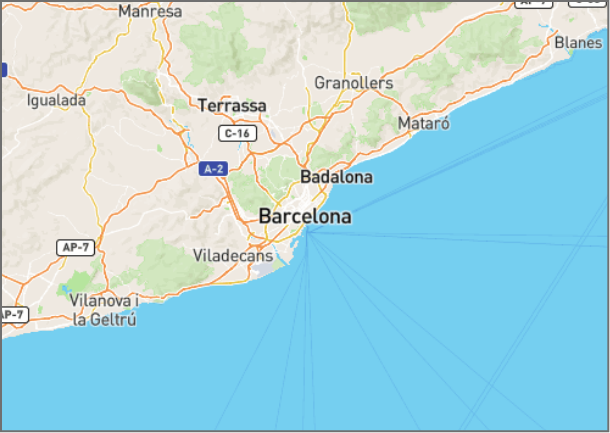 Manresa
AP-7
Blanes
Igualada
Granollers
Terrassa
C-16
Mataró
A-2
Badalona
Barcelona
AP-7
Viladecans
Vilanova i
la Geltrú
AP-7